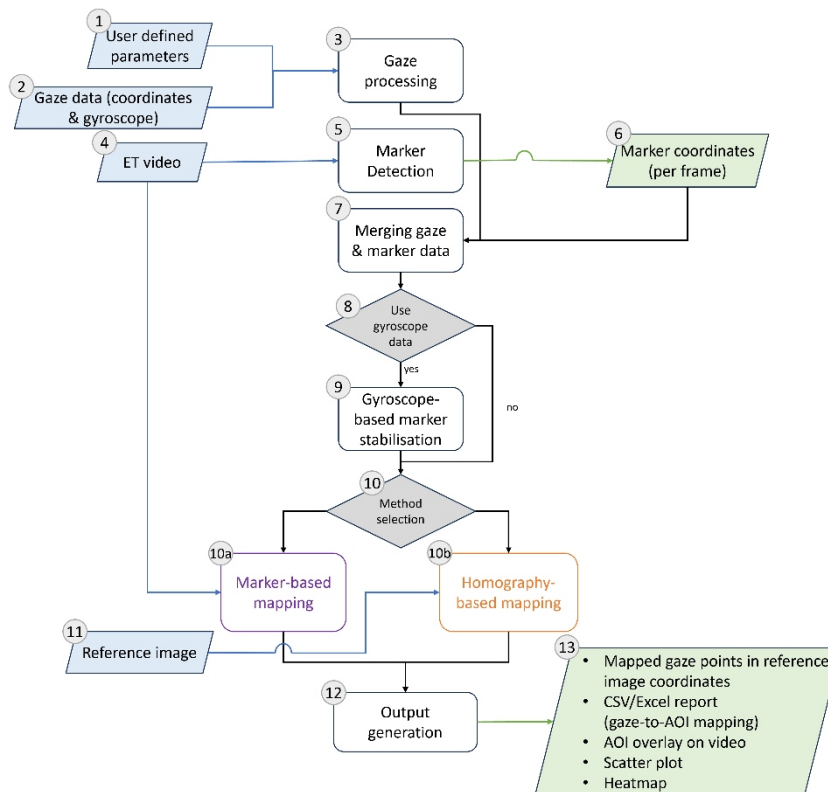 1
User defined
parameters
2
Gaze data (coordinates
& gyroscope)
3
Gaze
processing
4
ET video
5
Marker
Detection
6
Marker coordinates
(per frame)
7
Merging gaze
& marker data
8
Use
gyroscope
data
yes
no
9
Gyroscope-
based marker
stabilisation
10
Method
selection
10a
Marker-based
mapping
10b
Homography-
based mapping
11
Reference image
12
Output
generation
13
• Mapped gaze points in reference
image coordinates
• CSV/Excel report
(gaze-to-AOI mapping)
• AOI overlay on video
• Scatter plot
• Heatmap